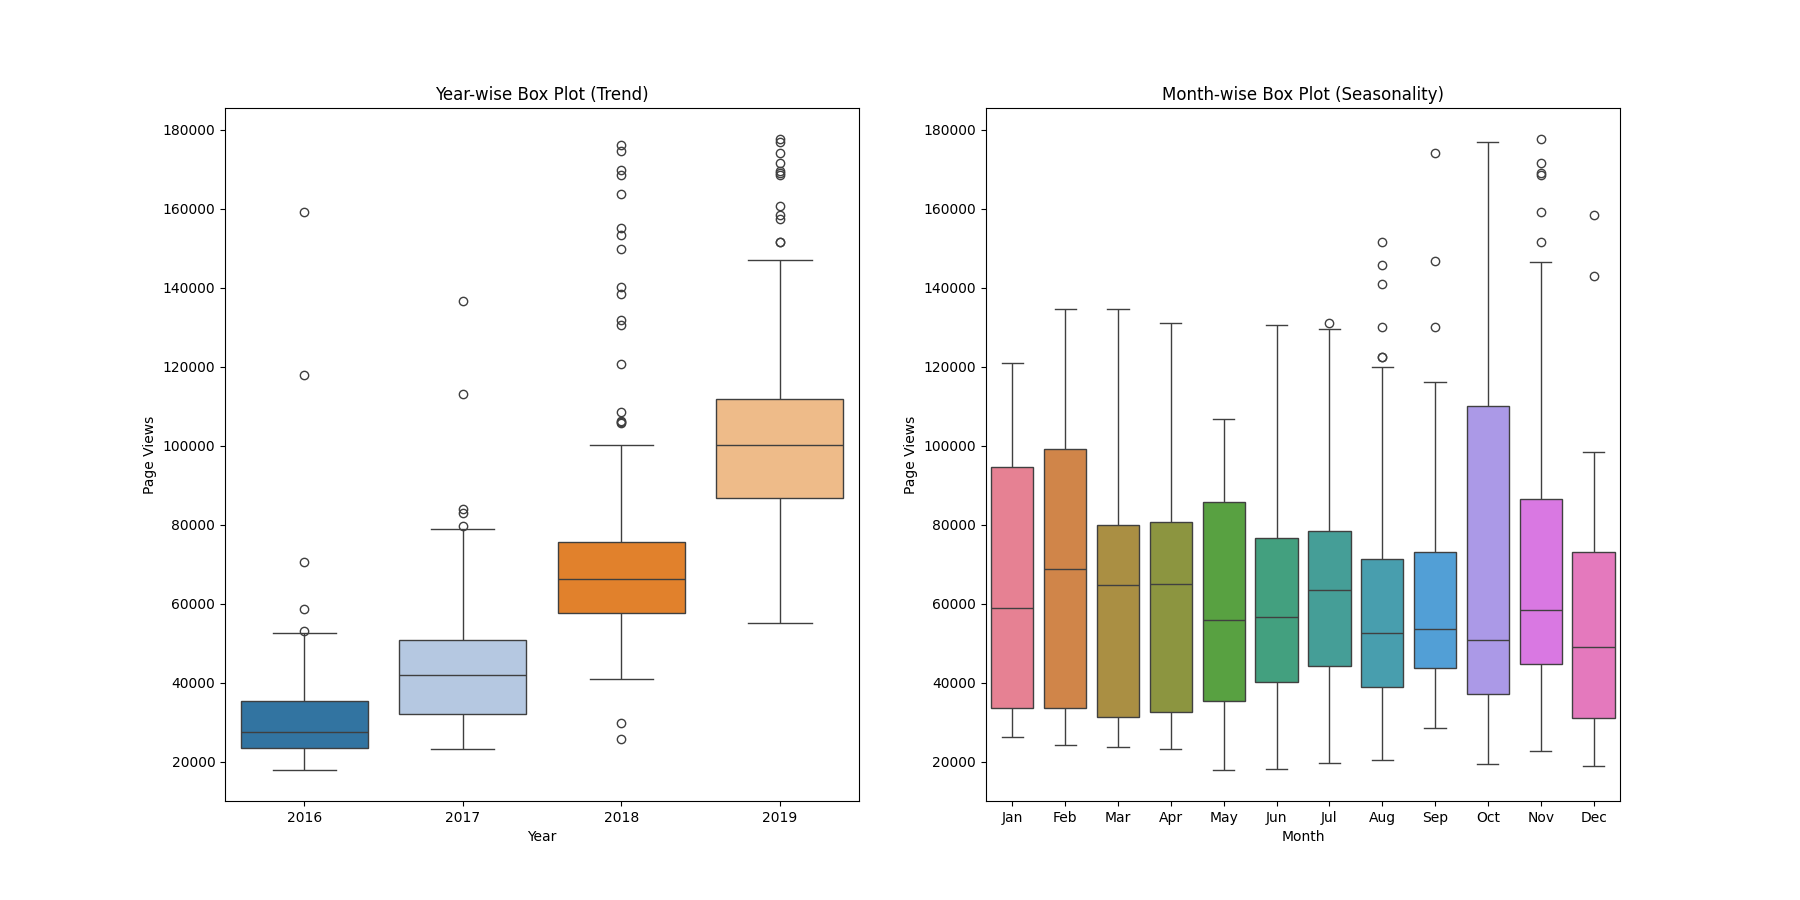 Year-wise Box Plot (Trend)
180000
160000
140000
120000
100000
80000
60000
40000
20000
Page Views
2016 2017 2018 2019
Year
Month-wise Box Plot (Seasonality)
180000
160000
140000
120000
100000
80000
60000
40000
20000
Page Views
Jan Feb Mar Apr May Jun Jul Aug Sep Oct Nov Dec
Month